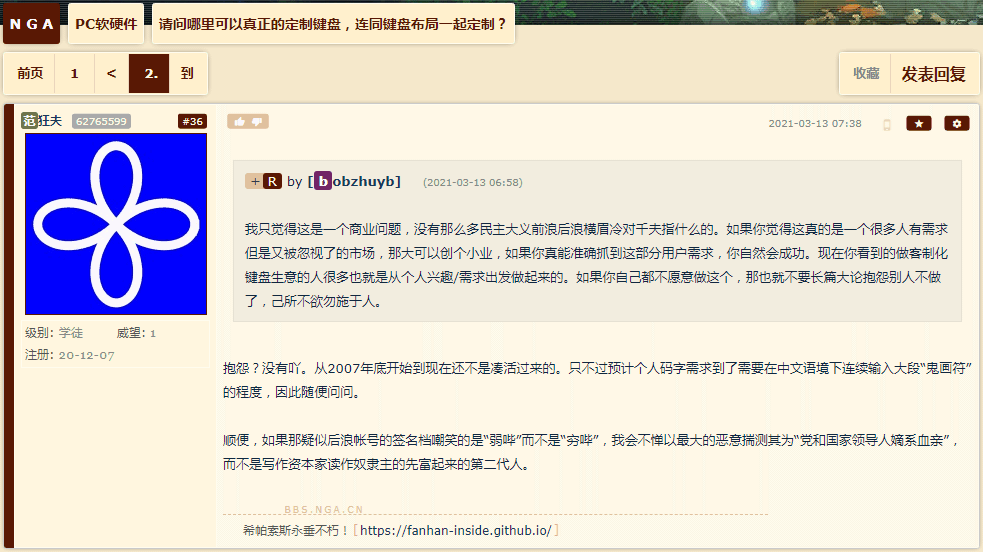 NGA PC软硬件 请问哪里可以真正的定制键盘，连同键盘布局一起定制？
前页 1 < 2. 到 收藏 发表回复
范狂夫 62765599 #36 2021-03-13 07:38
+ R by [bobzhuyb] (2021-03-13 06:58)
我只觉得这是一个商业问题，没有那么多民主大义前浪后浪横眉冷对千夫指什么的。如果你觉得这真的是一个很多人有需求
但是又被忽视了的市场，那大可以创个小业，如果你真能准确抓到这部分用户需求，你自然会成功。现在你看到的做客制化
键盘生意的人很多也就是从个人兴趣/需求出发做起来的。如果你自己都不愿意做这个，那也就不要长篇大论抱怨别人不做
了，己所不欲勿施于人。
级别: 学徒 威望: 1
注册: 20-12-07
抱怨？没有吖。从2007年底开始到现在还不是凑活过来的。只不过预计个人码字需求到了需要在中文语境下连续输入大段“鬼画符”
的程度，因此随便问问。
顺便，如果那疑似后浪帐号的签名档嘲笑的是“弱哗”而不是“穷哗”，我会不惮以最大的恶意揣测其为“党和国家领导人嫡系血亲”，
而不是写作资本家读作奴隶主的先富起来的第二代人。
BBS.NGA.CN
希帕索斯永垂不朽！[ https://fanhan-inside.github.io/ ]